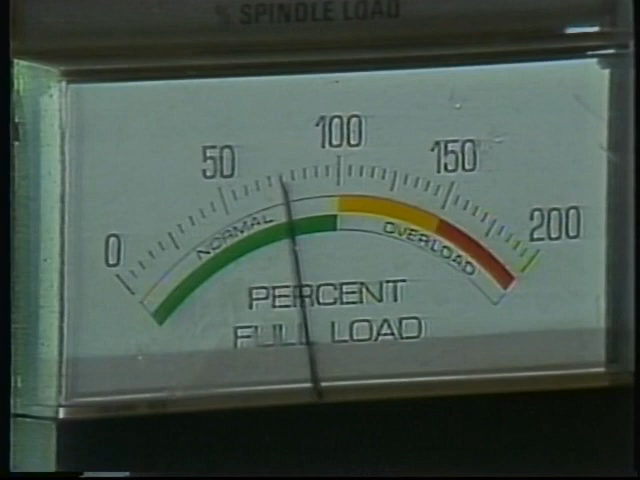 % SPINDLE LOAD
0 50 100 150 200
NORMAL OVERLOAD
PERCENT
FULL LOAD